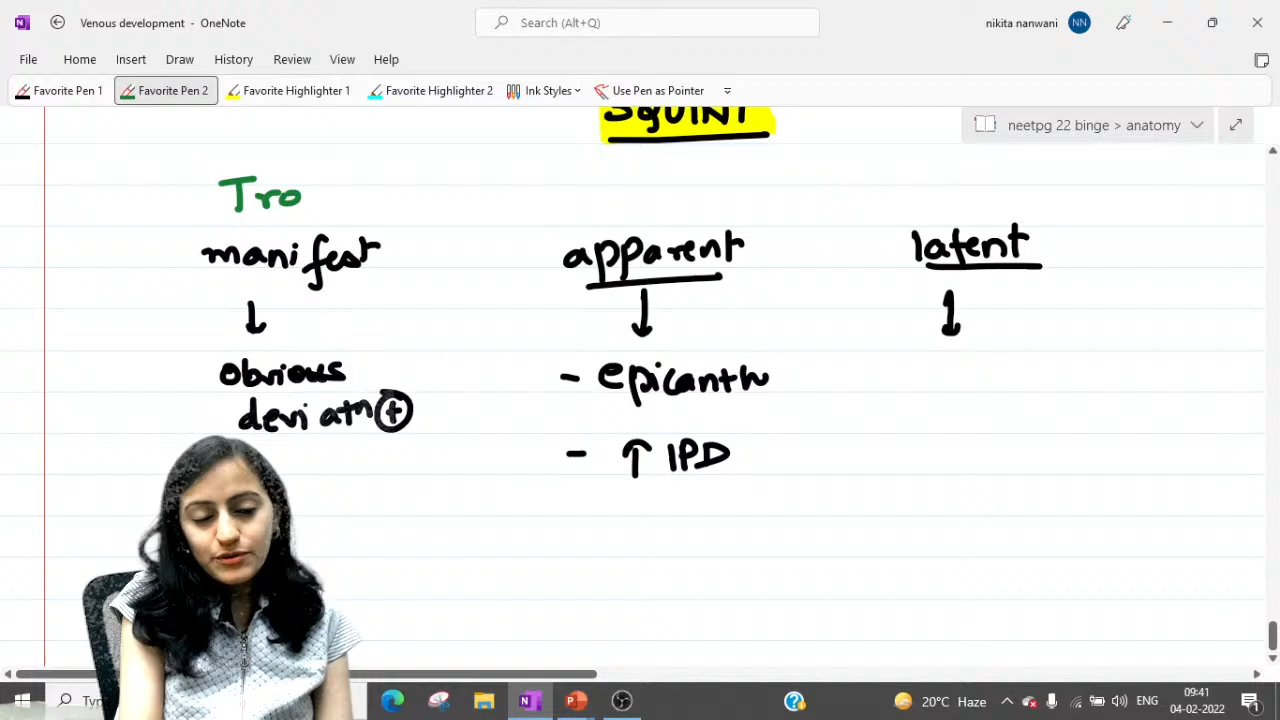 Venous development - OneNote
Search (Alt+Q)
nikita nanwani
NN
File Home Insert Draw History Review View Help
Favorite Pen 1 Favorite Pen 2 Favorite Highlighter 1 Favorite Highlighter 2 Ink Styles Use Pen as Pointer
SQUINT
neetpg 22 binge > anatomy
Tro
manifest apparent latent
↓ ↓ ↓
obvious
deviatn +
- epicanth
- ↑ IPD
Typ
20°C Haze
ENG
09:41
04-02-2022
1